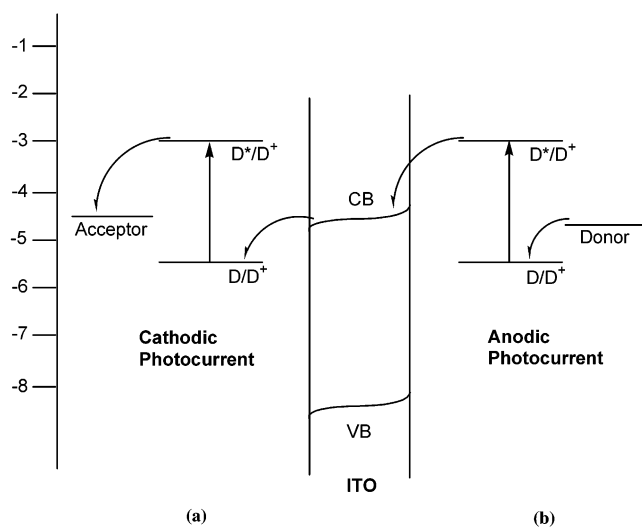 -1
-2
-3
-4
-5
-6
-7
-8
D*/D+
Acceptor
D/D+
Cathodic
Photocurrent
CB
VB
ITO
D*/D+
Donor
D/D+
Anodic
Photocurrent
(a)
(b)